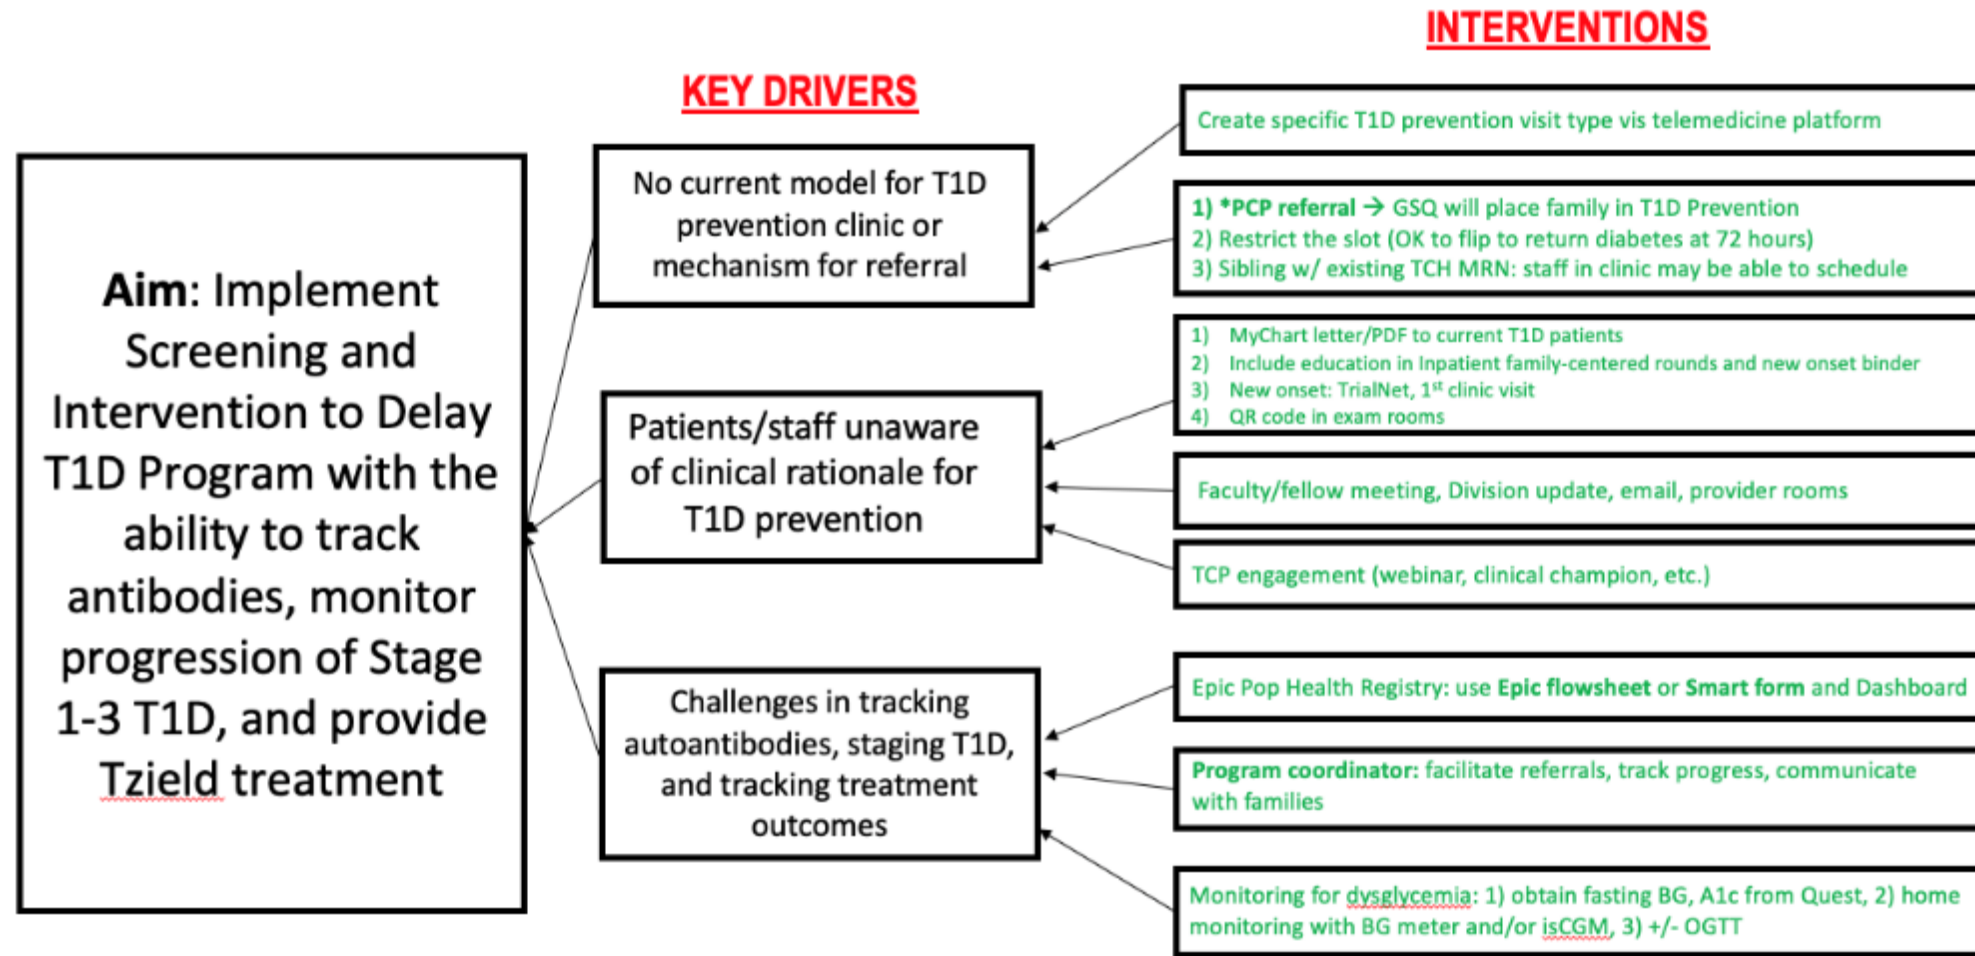 INTERVENTIONS
KEY DRIVERS
Aim: Implement
Screening and
Intervention to Delay
T1D Program with the
ability to track
antibodies, monitor
progression of Stage
1-3 T1D, and provide
Tzield treatment
No current model for T1D
prevention clinic or
mechanism for referral
Patients/staff unaware
of clinical rationale for
T1D prevention
Challenges in tracking
autoantibodies, staging T1D,
and tracking treatment
outcomes
Create specific T1D prevention visit type vis telemedicine platform
1) *PCP referral → GSQ will place family in T1D Prevention
2) Restrict the slot (OK to flip to return diabetes at 72 hours)
3) Sibling w/ existing TCH MRN: staff in clinic may be able to schedule
1) MyChart letter/PDF to current T1D patients
2) Include education in Inpatient family-centered rounds and new onset binder
3) New onset: TrialNet, 1st clinic visit
4) QR code in exam rooms
Faculty/fellow meeting, Division update, email, provider rooms
TCP engagement (webinar, clinical champion, etc.)
Epic Pop Health Registry: use Epic flowsheet or Smart form and Dashboard
Program coordinator: facilitate referrals, track progress, communicate
with families
Monitoring for dysglycemia: 1) obtain fasting BG, A1c from Quest, 2) home
monitoring with BG meter and/or isCGM, 3) +/- OGTT